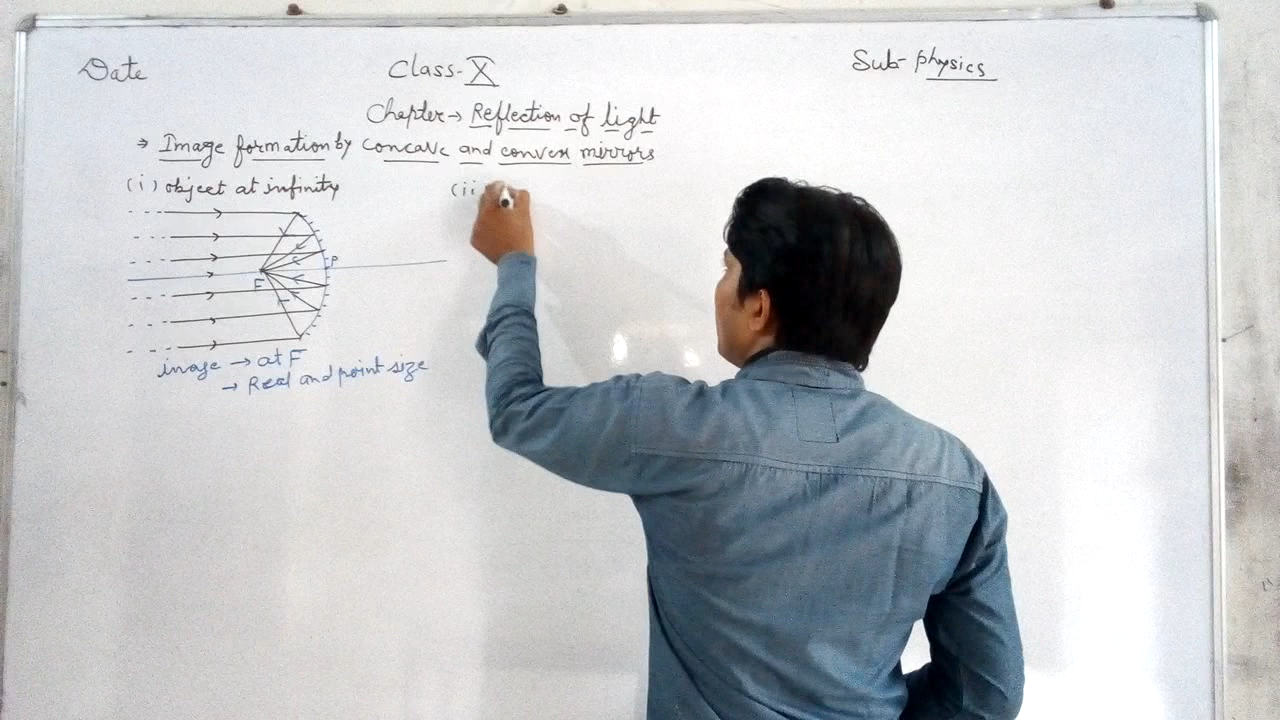 Date
Class-X
Sub-physics
Chapter→ Reflection of light
→ Image formation by concave and convex mirrors
(i) object at infinity
(ii
P
F
image → at F
→ Real and point size